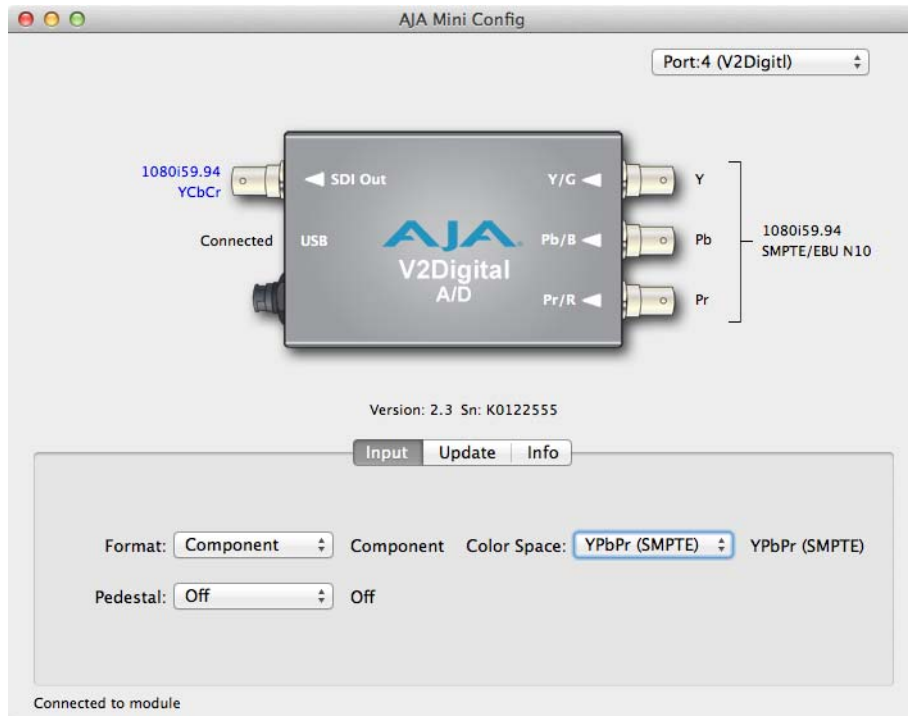 AJA Mini Config
Port:4 (V2Digitl)
1080i59.94
YCbCr
SDI Out
Y/G
Y
Connected
USB
AJA
Pb/B
Pb
1080i59.94
SMPTE/EBU N10
V2Digital
A/D
Pr/R
Pr
Version: 2.3 Sn: K0122555
Input Update Info
Format: Component Component Color Space: YPbPr (SMPTE) YPbPr (SMPTE)
Pedestal: Off Off
Connected to module